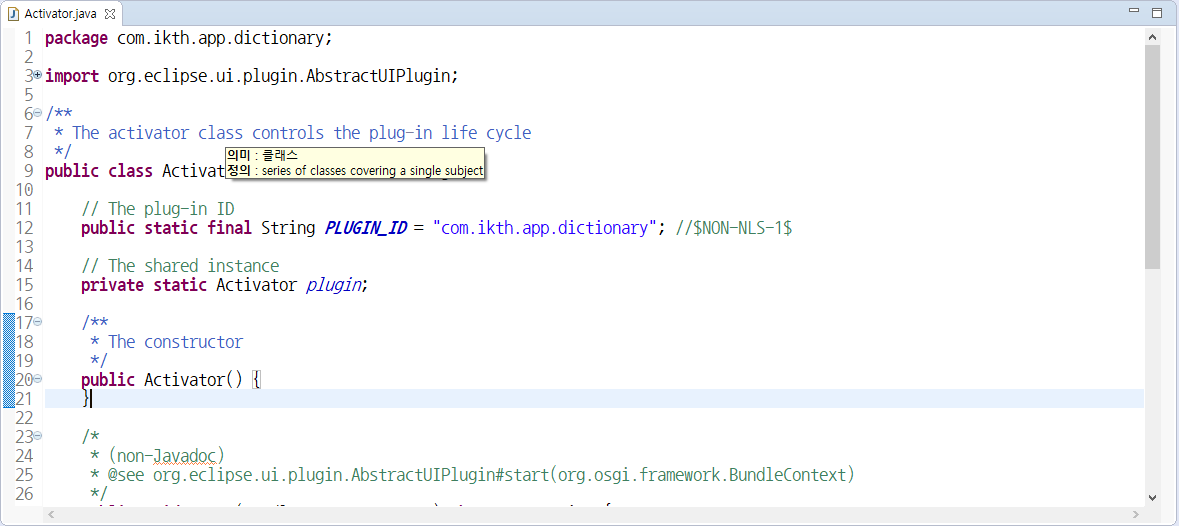 Activator.java
1 package com.ikth.app.dictionary;
2
3 import org.eclipse.ui.plugin.AbstractUIPlugin;
5
6 /**
7  * The activator class controls the plug-in life cycle
8  */
의미 : 클래스
9 public class Activat
정의 : series of classes covering a single subject
10
11     // The plug-in ID
12     public static final String PLUGIN_ID = "com.ikth.app.dictionary"; //$NON-NLS-1$
13
14     // The shared instance
15     private static Activator plugin;
16
17     /**
18      * The constructor
19      */
20     public Activator() {
21     }
22
23     /*
24      * (non-Javadoc)
25      * @see org.eclipse.ui.plugin.AbstractUIPlugin#start(org.osgi.framework.BundleContext)
26      */